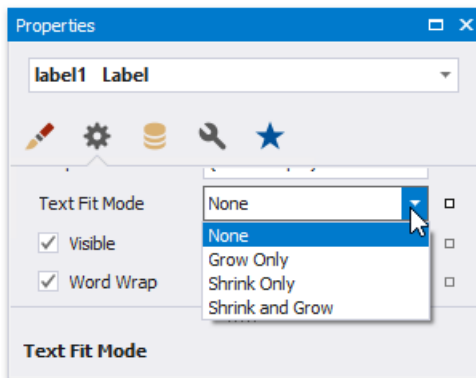 Properties
label1 Label
Text Fit Mode None
None
Visible
Grow Only
Shrink Only
Word Wrap
Shrink and Grow
Text Fit Mode